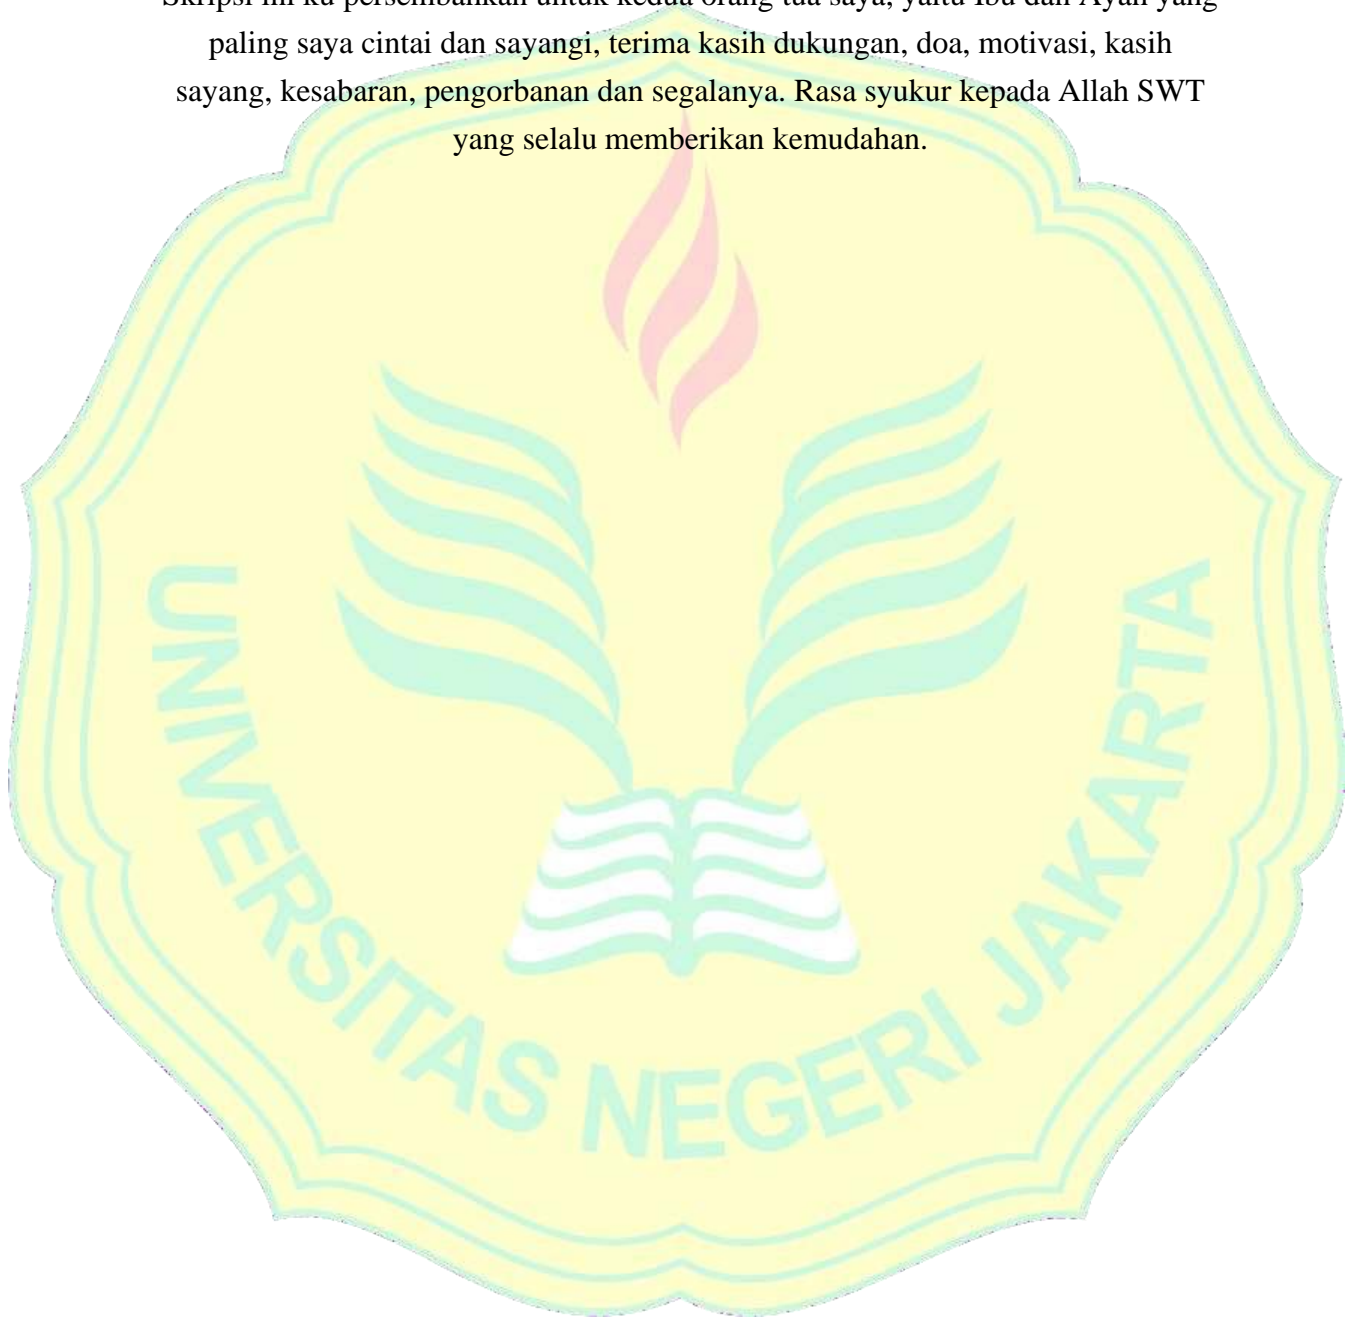 Skripsi ini ku persembahkan untuk kedua orang tua saya, yaitu Ibu dan Ayah yang
paling saya cintai dan sayangi, terima kasih dukungan, doa, motivasi, kasih
sayang, kesabaran, pengorbanan dan segalanya. Rasa syukur kepada Allah SWT
yang selalu memberikan kemudahan.
UNIVERSITAS NEGERI JAKARTA